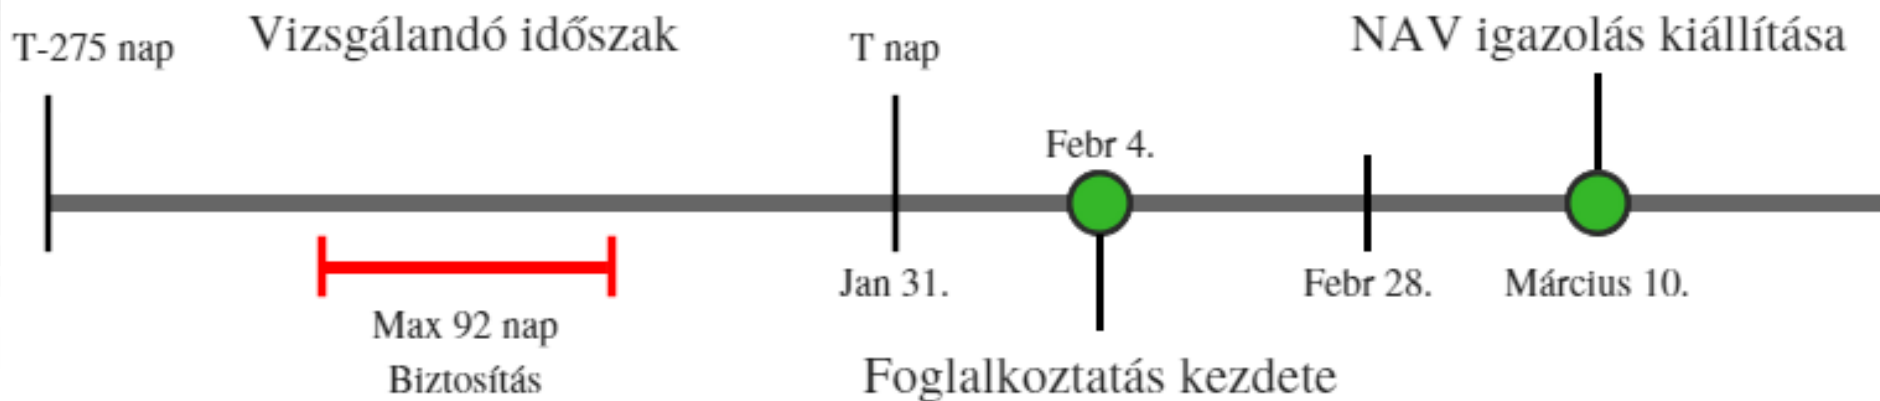 T-275 nap
Vizsgálandó időszak
T nap
NAV igazolás kiállítása
Febr 4.
Jan 31.
Febr 28.
Március 10.
Max 92 nap
Biztosítás
Foglalkoztatás kezdete